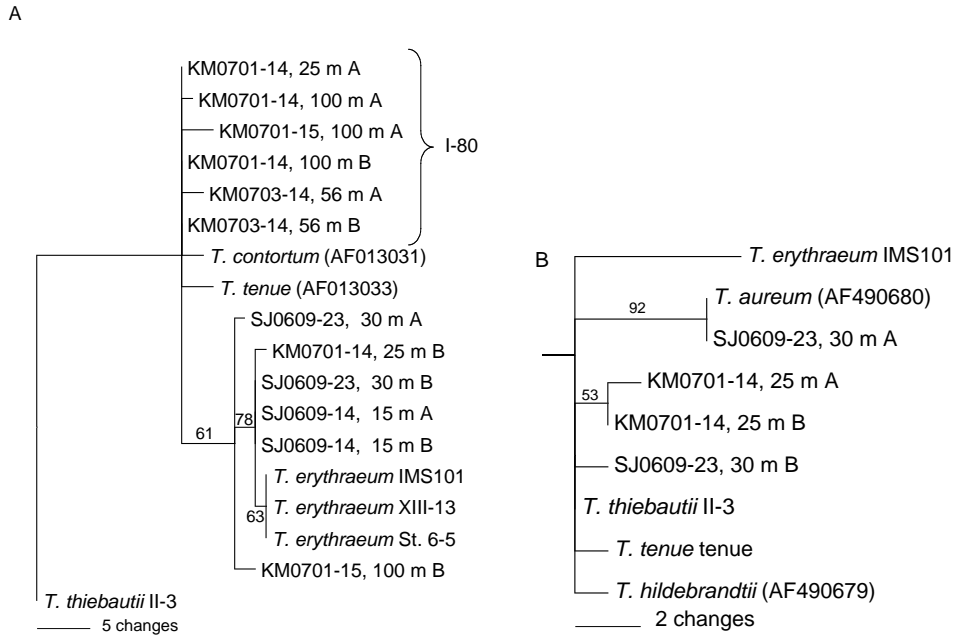 A
KM0701-14, 25 m A
KM0701-14, 100 m A
KM0701-15, 100 m A
I-80
KM0701-14, 100 m B
KM0703-14, 56 m A
KM0703-14, 56 m B
T. contortum (AF013031)
T. tenue (AF013033)
SJ0609-23, 30 m A
KM0701-14, 25 m B
SJ0609-23, 30 m B
78
SJ0609-14, 15 m A
61
SJ0609-14, 15 m B
T. erythraeum IMS101
T. erythraeum XIII-13
63
T. erythraeum St. 6-5
KM0701-15, 100 m B
T. thiebautii II-3
5 changes
B
T. erythraeum IMS101
92
T. aureum (AF490680)
SJ0609-23, 30 m A
KM0701-14, 25 m A
53
KM0701-14, 25 m B
SJ0609-23, 30 m B
T. thiebautii II-3
T. tenue tenue
T. hildebrandtii (AF490679)
2 changes